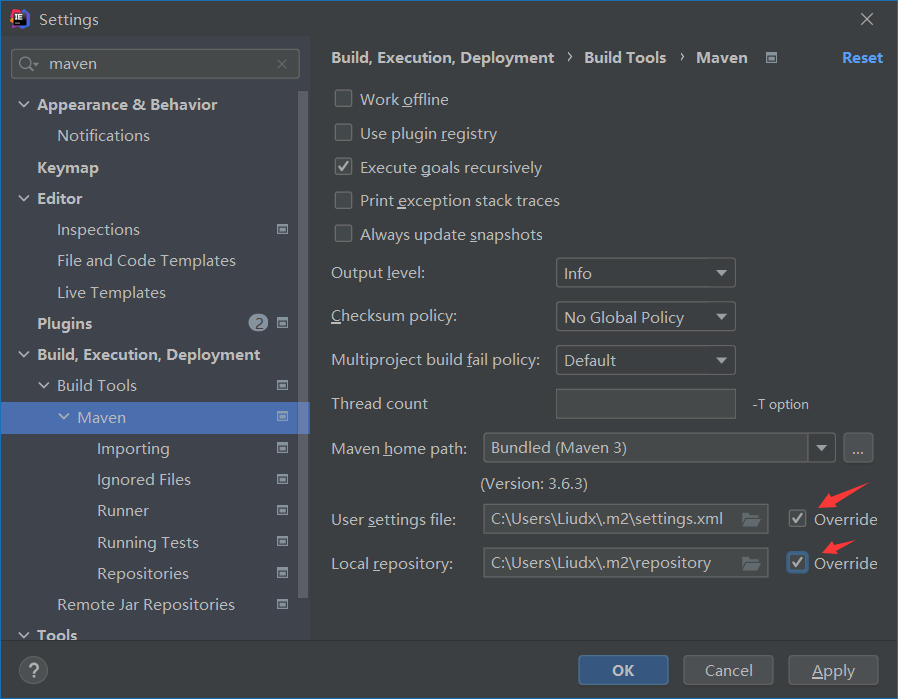 Settings
maven
Appearance & Behavior
Notifications
Keymap
Editor
Inspections
File and Code Templates
Live Templates
Plugins 2
Build, Execution, Deployment
Build Tools
Maven
Importing
Ignored Files
Runner
Running Tests
Repositories
Remote Jar Repositories
Tools
Build, Execution, Deployment › Build Tools › Maven Reset
Work offline
Use plugin registry
Execute goals recursively
Print exception stack traces
Always update snapshots
Output level: Info
Checksum policy: No Global Policy
Multiproject build fail policy: Default
Thread count -T option
Maven home path: Bundled (Maven 3) ...
(Version: 3.6.3)
User settings file: C:\Users\Liudx\.m2\settings.xml Override
Local repository: C:\Users\Liudx\.m2\repository Override
? OK Cancel Apply